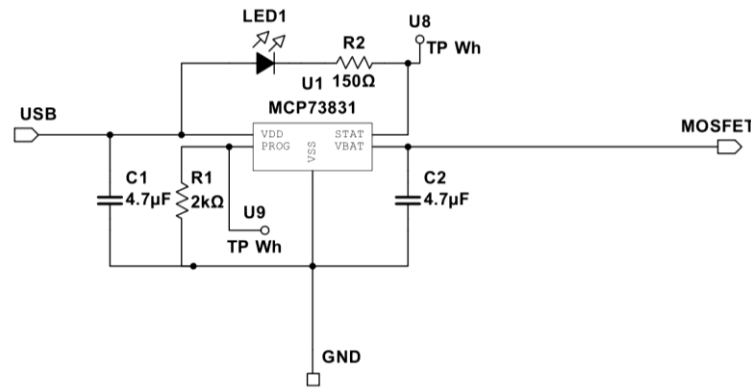 LED1
U8
R2
TP Wh
U1
150Ω
MCP73831
USB
MOSFET
VDD
STAT
PROG
VSS
VBAT
C1
4.7µF
R1
2kΩ
C2
4.7µF
U9
TP Wh
GND